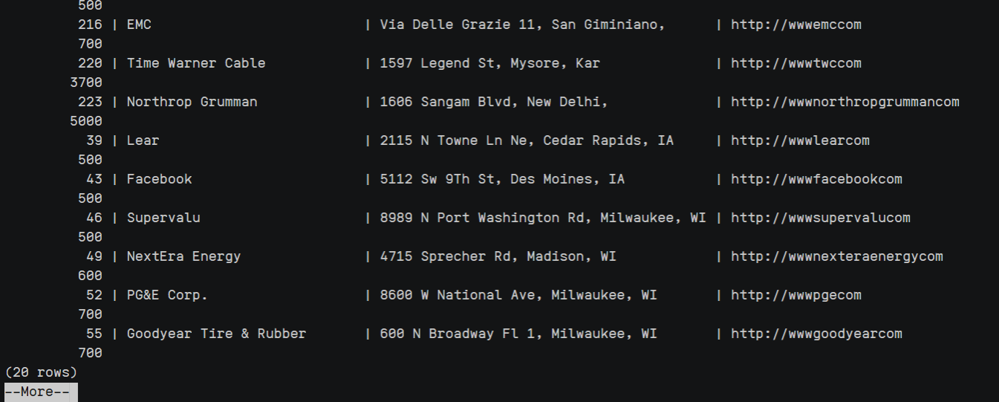 500
216 | EMC | Via Delle Grazie 11, San Giminiano, | http://wwwemccom
700
220 | Time Warner Cable | 1597 Legend St, Mysore, Kar | http://wwwtwccom
3700
223 | Northrop Grumman | 1606 Sangam Blvd, New Delhi, | http://wwwnorthropgrummancom
5000
39 | Lear | 2115 N Towne Ln Ne, Cedar Rapids, IA | http://wwwlearcom
500
43 | Facebook | 5112 Sw 9Th St, Des Moines, IA | http://wwwfacebookcom
500
46 | Supervalu | 8989 N Port Washington Rd, Milwaukee, WI | http://wwwsupervalucom
500
49 | NextEra Energy | 4715 Sprecher Rd, Madison, WI | http://wwwnexteraenergycom
600
52 | PG&E Corp. | 8600 W National Ave, Milwaukee, WI | http://wwwpgecom
700
55 | Goodyear Tire & Rubber | 600 N Broadway Fl 1, Milwaukee, WI | http://wwwgoodyearcom
700
(20 rows)
--More--